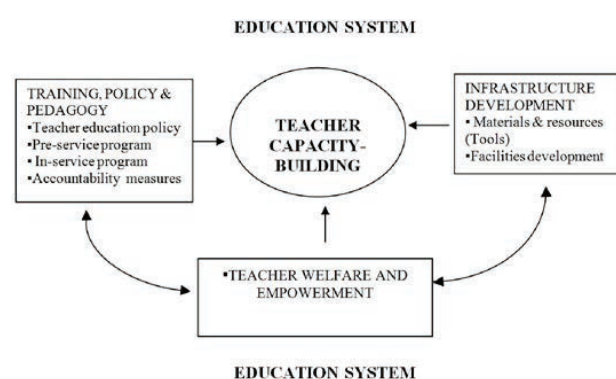 EDUCATION SYSTEM
TRAINING, POLICY &
PEDAGOGY
▪Teacher education policy
▪Pre-service program
▪In-service program
▪Accountability measures
TEACHER
CAPACITY-
BUILDING
INFRASTRUCTURE
DEVELOPMENT
▪ Materials & resources
(Tools)
▪Facilities development
▪TEACHER WELFARE AND
EMPOWERMENT
EDUCATION SYSTEM